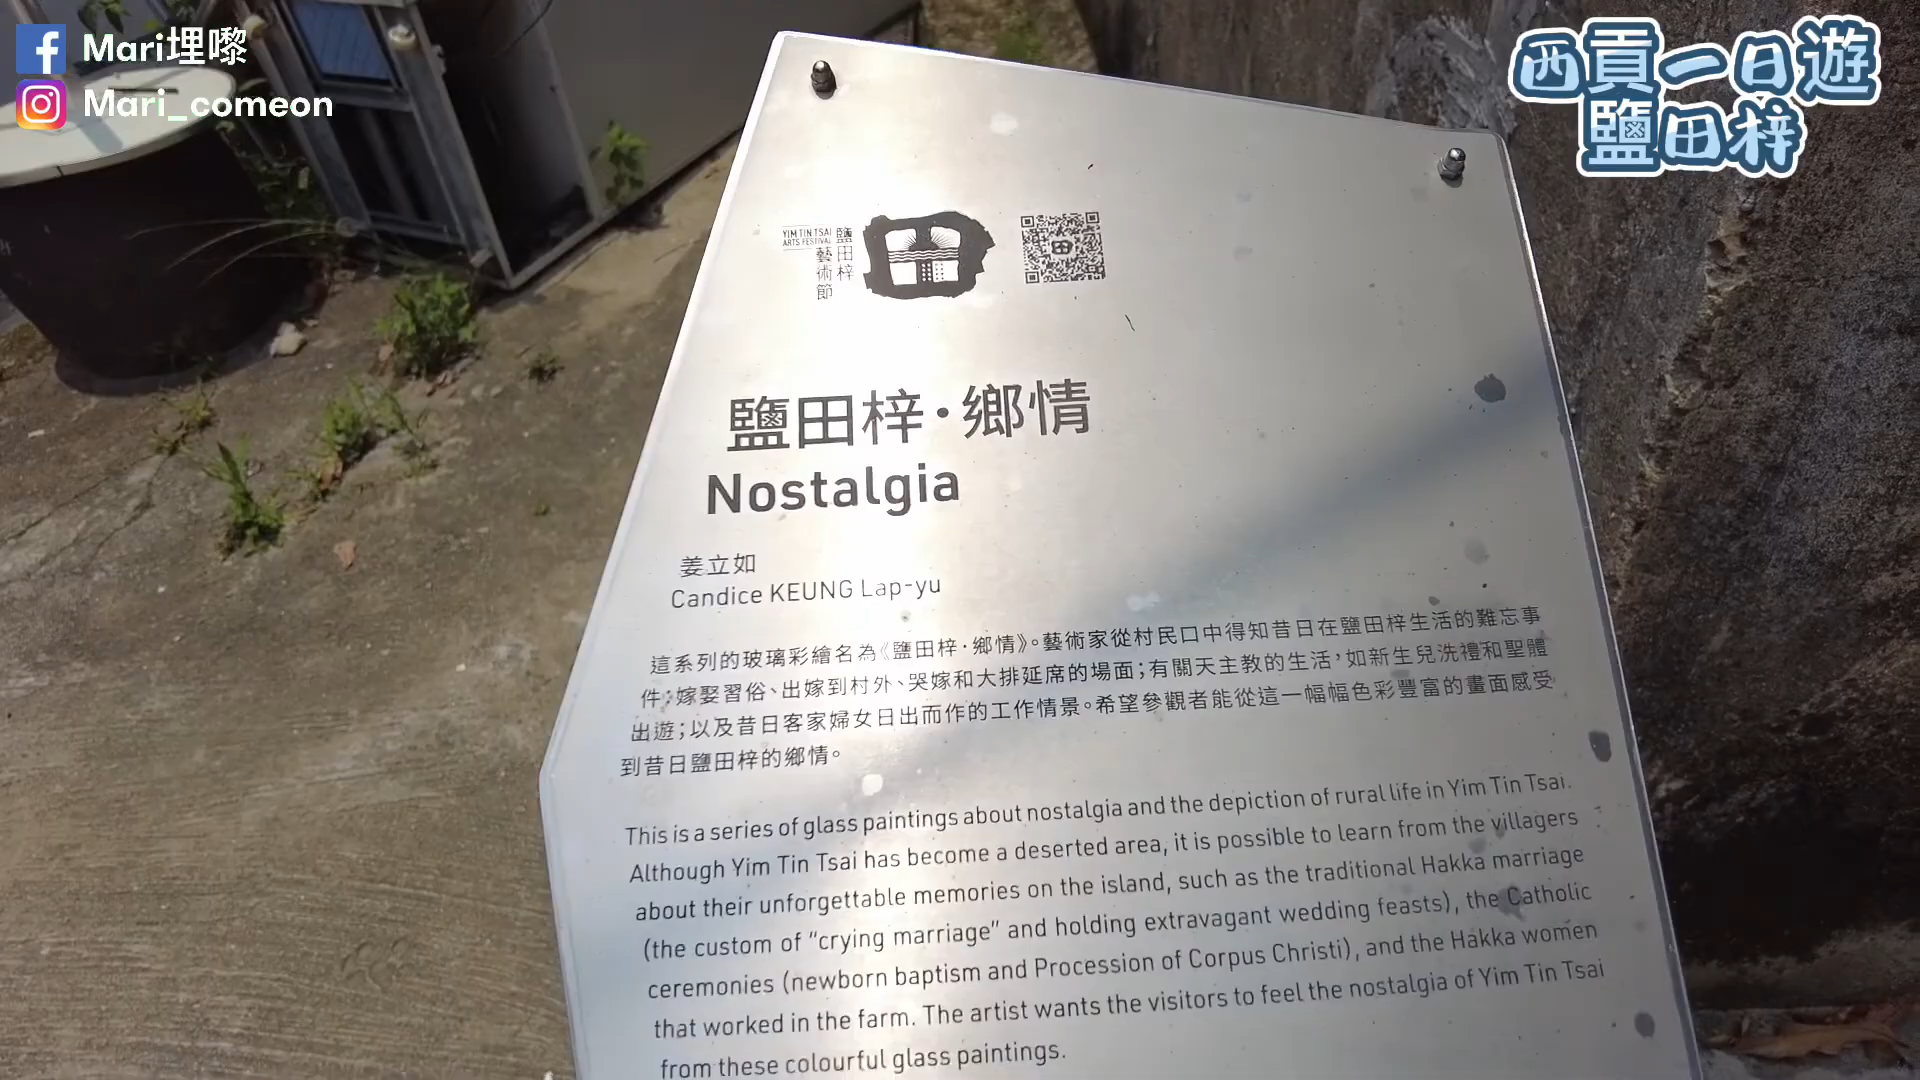 Mari埋嚟
Mari_comeon
西貢一日遊
鹽田梓
YIM TIN TSAI
ARTS FESTIVAL
鹽田梓
藝術節
鹽田梓·鄉情
Nostalgia
姜立如
Candice KEUNG Lap-yu
這系列的玻璃彩繪名為《鹽田梓·鄉情》。藝術家從村民口中得知昔日在鹽田梓生活的難忘事
件；嫁娶習俗、出嫁到村外、哭嫁和大排延席的場面；有關天主教的生活，如新生兒洗禮和聖體
出遊；以及昔日客家婦女日出而作的工作情景。希望參觀者能從這一幅幅色彩豐富的畫面感受
到昔日鹽田梓的鄉情。
This is a series of glass paintings about nostalgia and the depiction of rural life in Yim Tin Tsai.
Although Yim Tin Tsai has become a deserted area, it is possible to learn from the villagers
about their unforgettable memories on the island, such as the traditional Hakka marriage
(the custom of "crying marriage" and holding extravagant wedding feasts), the Catholic
ceremonies (newborn baptism and Procession of Corpus Christi), and the Hakka women
that worked in the farm. The artist wants the visitors to feel the nostalgia of Yim Tin Tsai
from these colourful glass paintings.